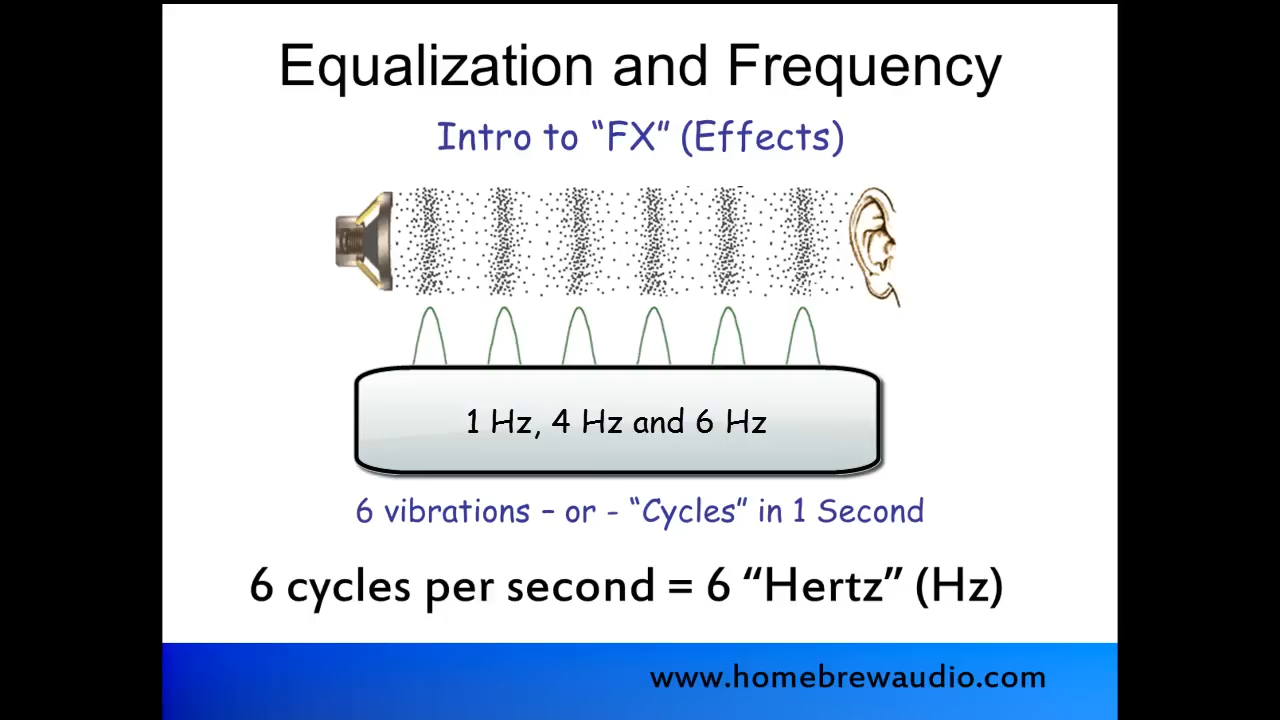 Equalization and Frequency
Intro to “FX” (Effects)
1 Hz, 4 Hz and 6 Hz
6 vibrations – or - “Cycles” in 1 Second
6 cycles per second = 6 “Hertz” (Hz)
www.homebrewaudio.com